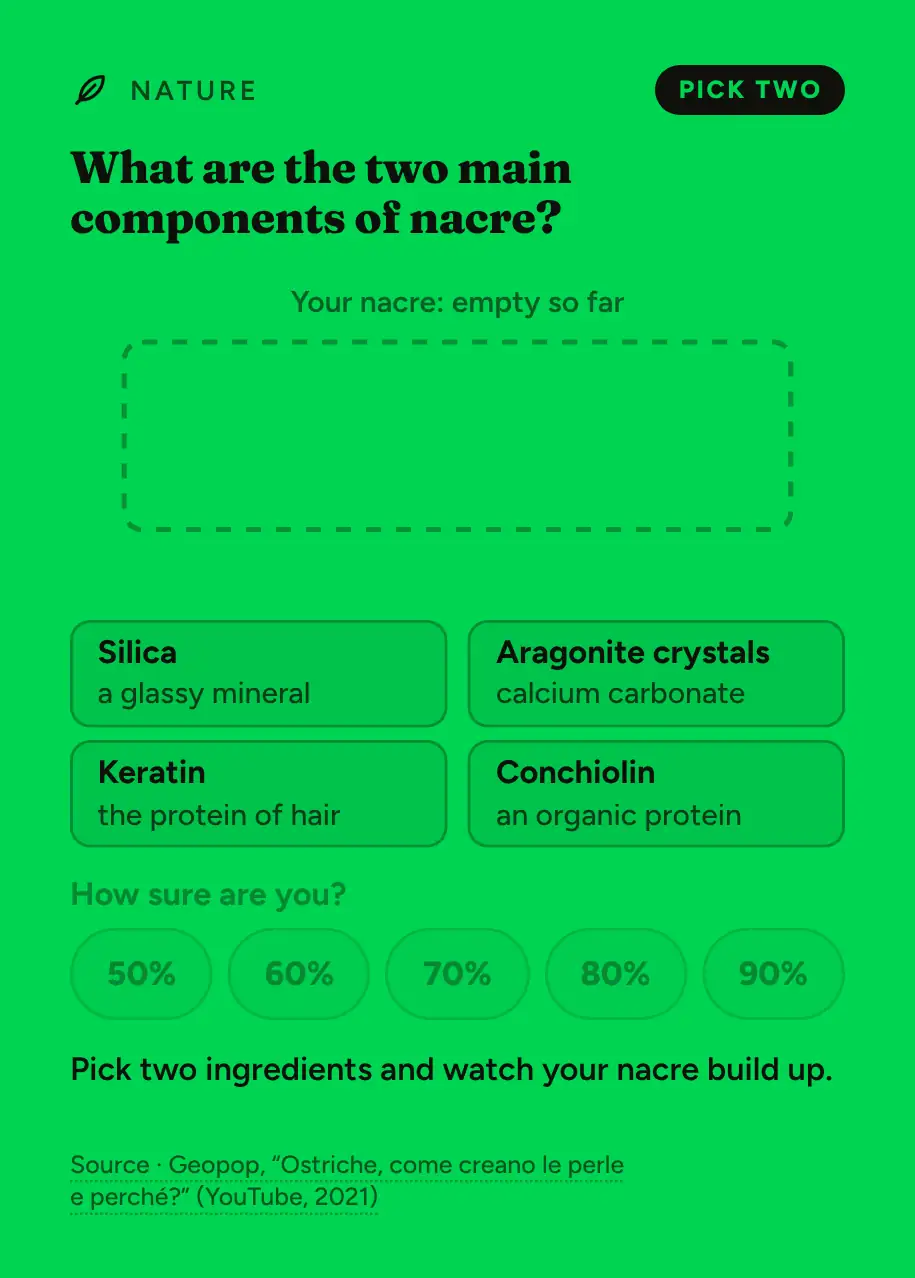 NATURE
PICK TWO
What are the two main
components of nacre?
Your nacre: empty so far
Silica
a glassy mineral
Aragonite crystals
calcium carbonate
Keratin
the protein of hair
Conchiolin
an organic protein
How sure are you?
50%
60%
70%
80%
90%
Pick two ingredients and watch your nacre build up.
Source · Geopop, “Ostriche, come creano le perle
e perché?” (YouTube, 2021)